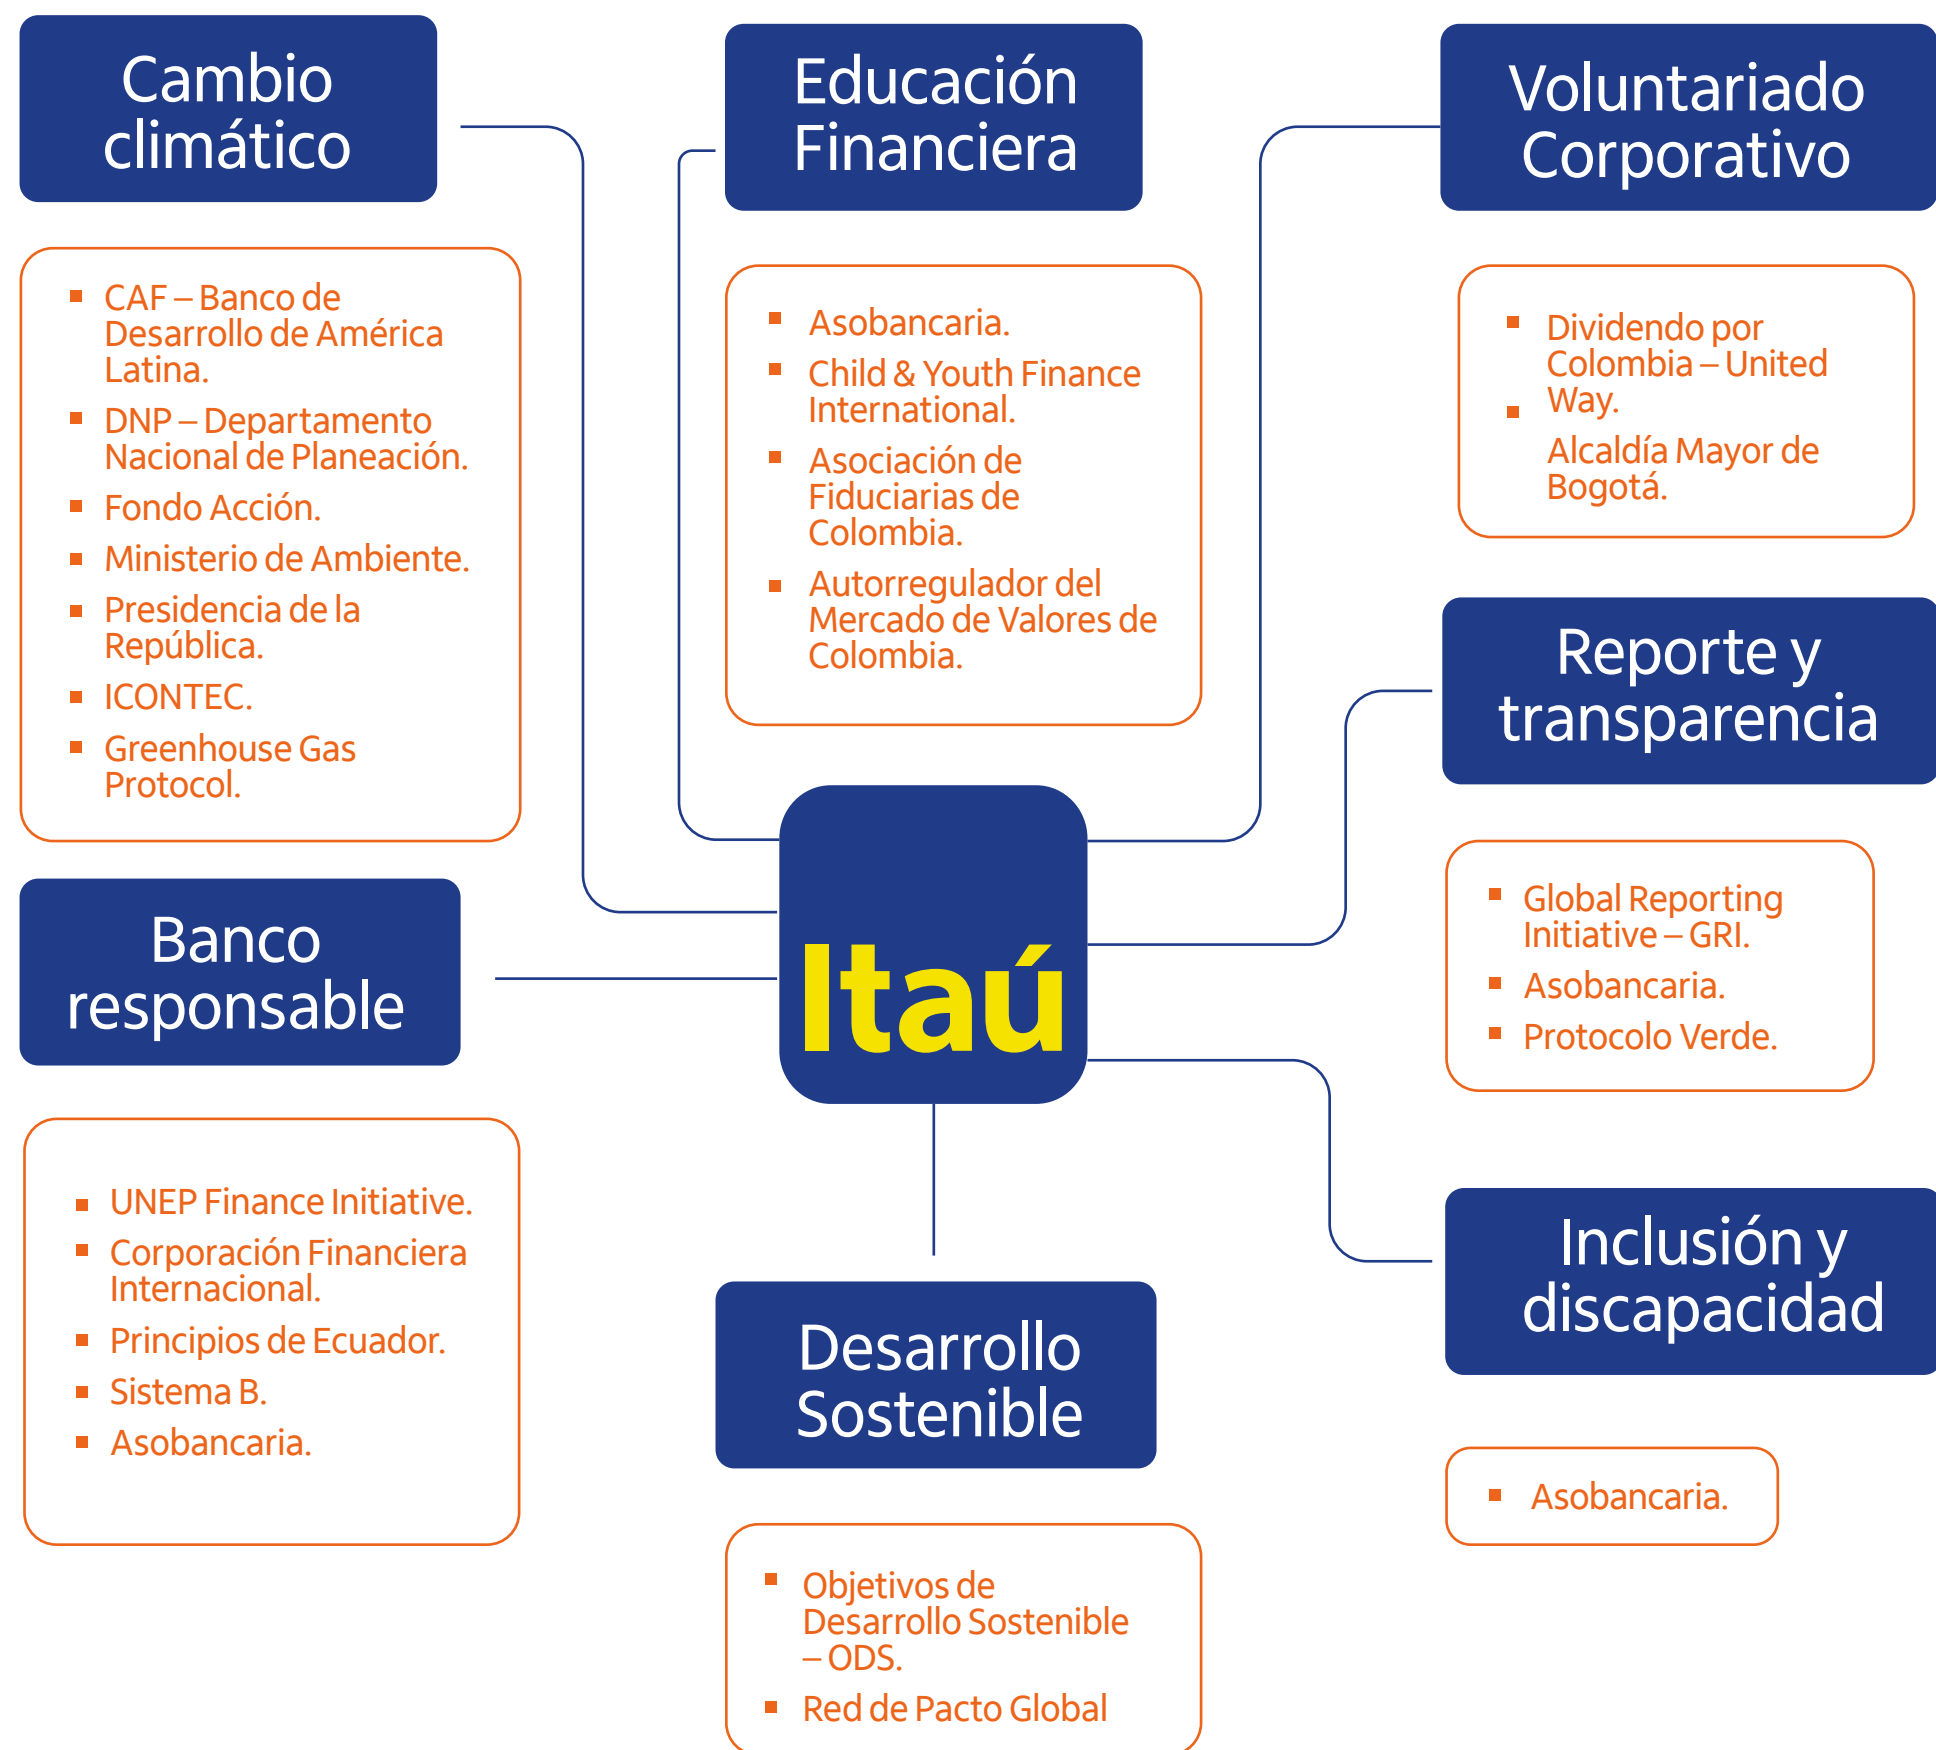 Cambio
climático
CAF – Banco de
Desarrollo de América
Latina.
DNP – Departamento
Nacional de Planeación.
Fondo Acción.
Ministerio de Ambiente.
Presidencia de la
República.
ICONTEC.
Greenhouse Gas
Protocol.
Educación
Financiera
Asobancaria.
Child & Youth Finance
International.
Asociación de
Fiduciarias de
Colombia.
Autorregulador del
Mercado de Valores de
Colombia.
Voluntariado
Corporativo
Dividendo por
Colombia – United
Way.
Alcaldía Mayor de
Bogotá.
Reporte y
transparencia
Global Reporting
Initiative – GRI.
Asobancaria.
Protocolo Verde.
Itaú
Banco
responsable
UNEP Finance Initiative.
Corporación Financiera
Internacional.
Principios de Ecuador.
Sistema B.
Asobancaria.
Desarrollo
Sostenible
Objetivos de
Desarrollo Sostenible
– ODS.
Red de Pacto Global
Inclusión y
discapacidad
Asobancaria.